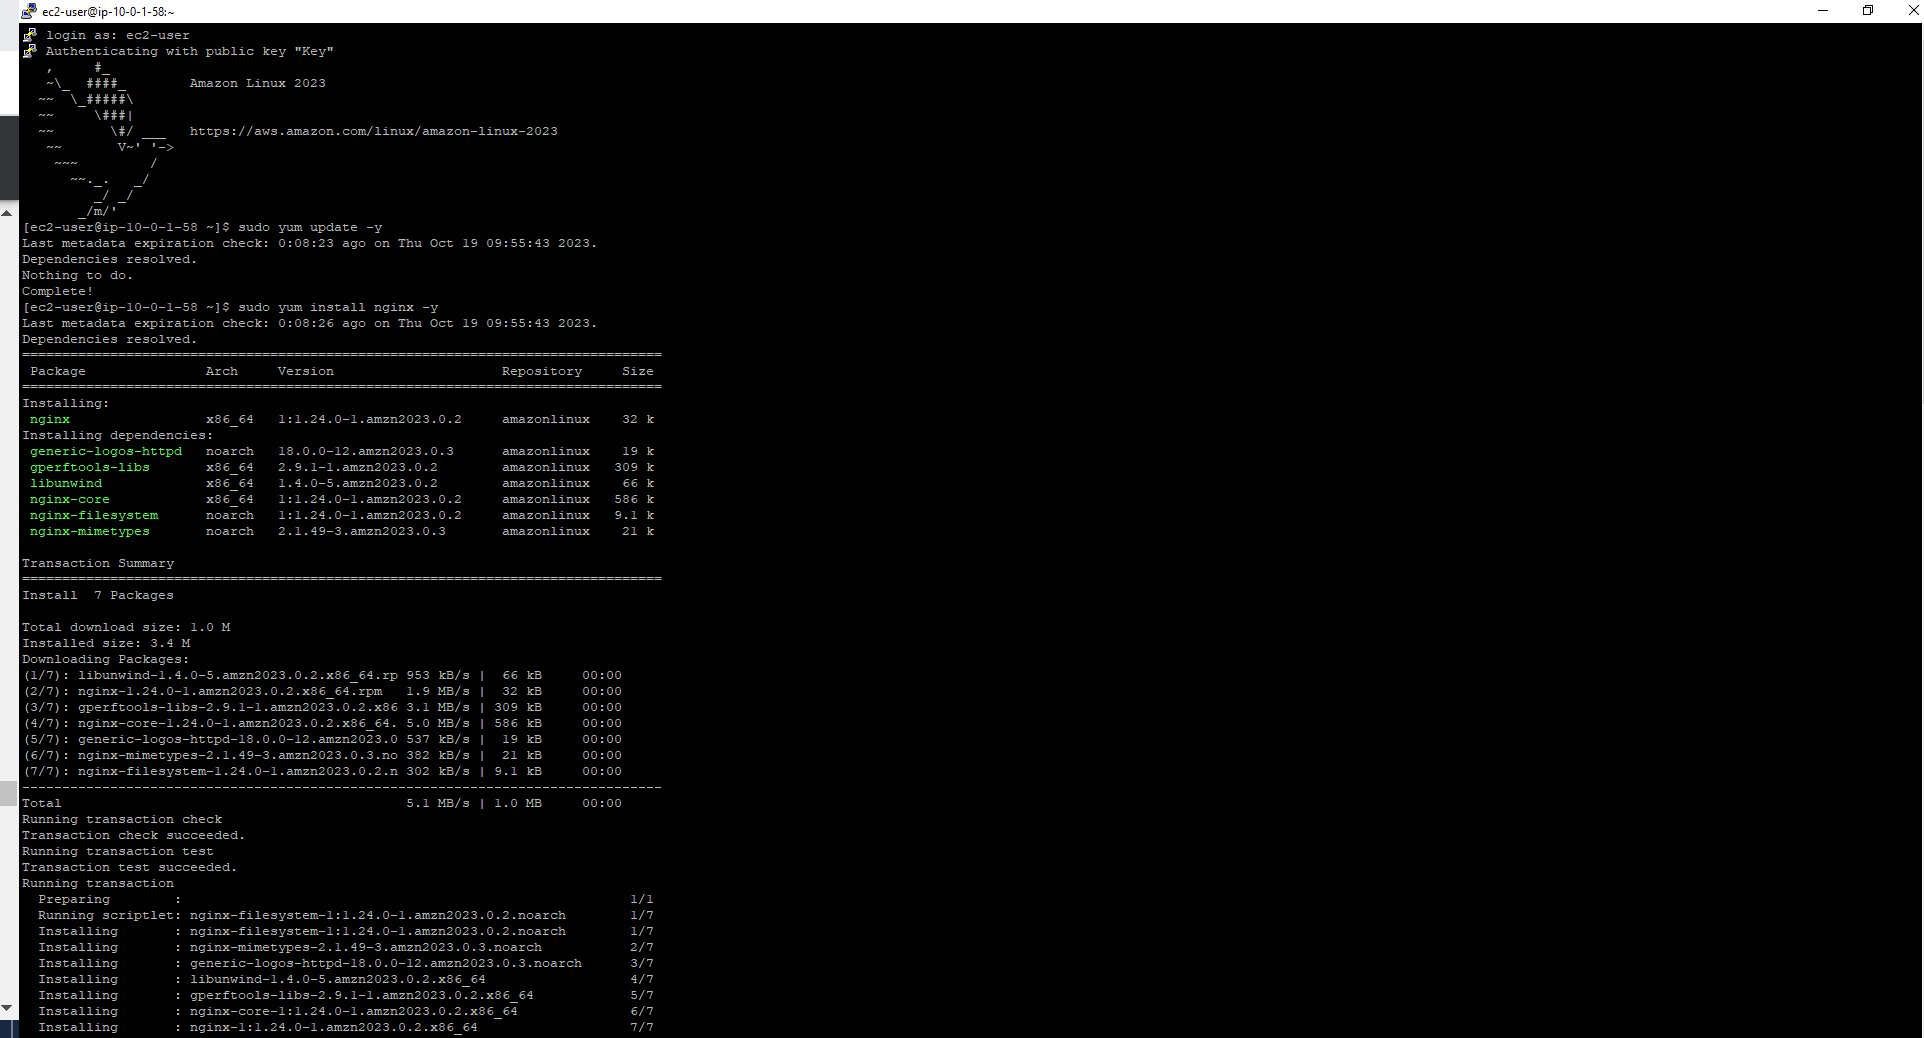 ec2-user@ip-10-0-1-58:~
login as: ec2-user
Authenticating with public key "Key"
   ,     #_
   ~\_  ####_        Amazon Linux 2023
  ~~  \_#####\
  ~~     \###|
  ~~       \#/ ___   https://aws.amazon.com/linux/amazon-linux-2023
   ~~       V~' '->
    ~~~         /
      ~~._.   _/
         _/ _/
       _/m/'
[ec2-user@ip-10-0-1-58 ~]$ sudo yum update -y
Last metadata expiration check: 0:08:23 ago on Thu Oct 19 09:55:43 2023.
Dependencies resolved.
Nothing to do.
Complete!
[ec2-user@ip-10-0-1-58 ~]$ sudo yum install nginx -y
Last metadata expiration check: 0:08:26 ago on Thu Oct 19 09:55:43 2023.
Dependencies resolved.
================================================================================
 Package               Arch     Version                     Repository     Size
================================================================================
Installing:
 nginx                 x86_64   1:1.24.0-1.amzn2023.0.2     amazonlinux    32 k
Installing dependencies:
 generic-logos-httpd   noarch   18.0.0-12.amzn2023.0.3      amazonlinux    19 k
 gperftools-libs       x86_64   2.9.1-1.amzn2023.0.2        amazonlinux   309 k
 libunwind             x86_64   1.4.0-5.amzn2023.0.2        amazonlinux    66 k
 nginx-core            x86_64   1:1.24.0-1.amzn2023.0.2     amazonlinux   586 k
 nginx-filesystem      noarch   1:1.24.0-1.amzn2023.0.2     amazonlinux   9.1 k
 nginx-mimetypes       noarch   2.1.49-3.amzn2023.0.3       amazonlinux    21 k
Transaction Summary
================================================================================
Install  7 Packages
Total download size: 1.0 M
Installed size: 3.4 M
Downloading Packages:
(1/7): libunwind-1.4.0-5.amzn2023.0.2.x86_64.rp 953 kB/s |  66 kB     00:00
(2/7): nginx-1.24.0-1.amzn2023.0.2.x86_64.rpm   1.9 MB/s |  32 kB     00:00
(3/7): gperftools-libs-2.9.1-1.amzn2023.0.2.x86 3.1 MB/s | 309 kB     00:00
(4/7): nginx-core-1.24.0-1.amzn2023.0.2.x86_64. 5.0 MB/s | 586 kB     00:00
(5/7): generic-logos-httpd-18.0.0-12.amzn2023.0 537 kB/s |  19 kB     00:00
(6/7): nginx-mimetypes-2.1.49-3.amzn2023.0.3.no 382 kB/s |  21 kB     00:00
(7/7): nginx-filesystem-1.24.0-1.amzn2023.0.2.n 302 kB/s | 9.1 kB     00:00
--------------------------------------------------------------------------------
Total                                           5.1 MB/s | 1.0 MB     00:00
Running transaction check
Transaction check succeeded.
Running transaction test
Transaction test succeeded.
Running transaction
  Preparing        :                                                        1/1
  Running scriptlet: nginx-filesystem-1:1.24.0-1.amzn2023.0.2.noarch        1/7
  Installing       : nginx-filesystem-1:1.24.0-1.amzn2023.0.2.noarch        1/7
  Installing       : nginx-mimetypes-2.1.49-3.amzn2023.0.3.noarch           2/7
  Installing       : generic-logos-httpd-18.0.0-12.amzn2023.0.3.noarch      3/7
  Installing       : libunwind-1.4.0-5.amzn2023.0.2.x86_64                  4/7
  Installing       : gperftools-libs-2.9.1-1.amzn2023.0.2.x86_64            5/7
  Installing       : nginx-core-1:1.24.0-1.amzn2023.0.2.x86_64              6/7
  Installing       : nginx-1:1.24.0-1.amzn2023.0.2.x86_64                   7/7